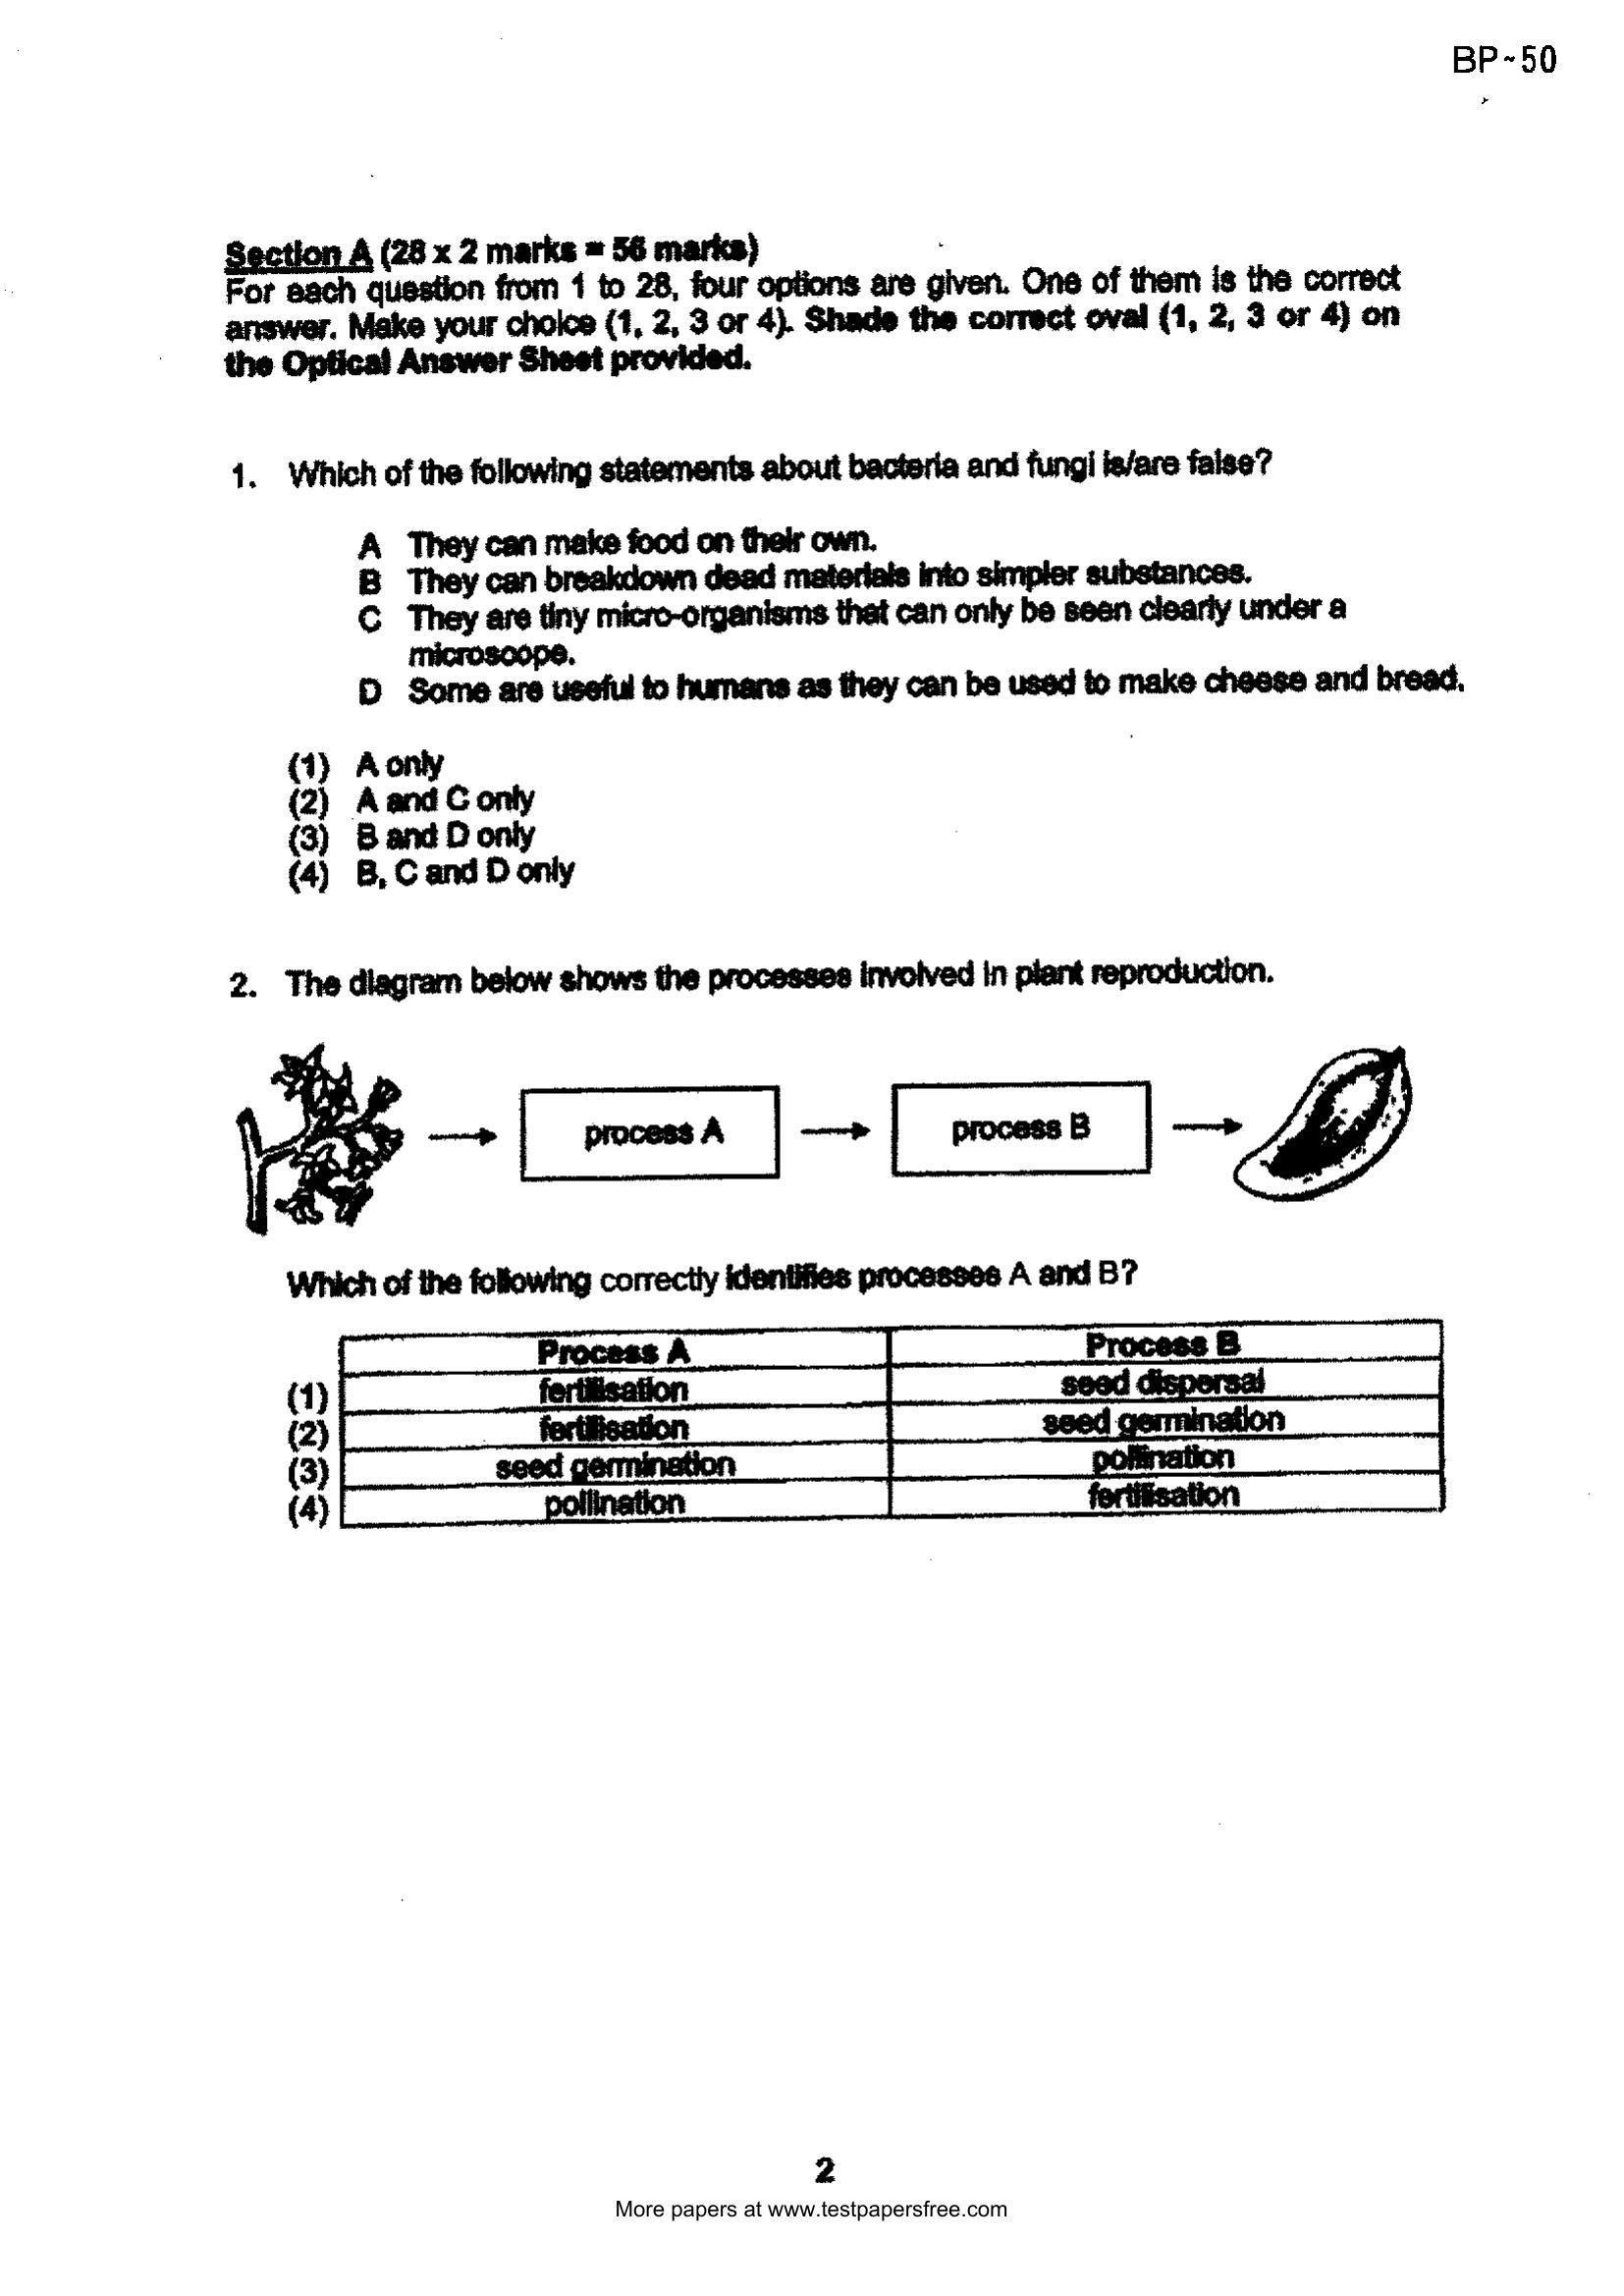 BP~50
Section A (28 x 2 marks = 56 marks)
For each question from 1 to 28, four options are given. One of them is the correct
answer. Make your choice (1, 2, 3 or 4). Shade the correct oval (1, 2, 3 or 4) on
the Optical Answer Sheet provided.
1. Which of the following statements about bacteria and fungi is/are false?
A They can make food on their own.
B They can breakdown dead materials into simpler substances.
C They are tiny micro-organisms that can only be seen clearly under a
microscope.
D Some are useful to humans as they can be used to make cheese and bread.
(1) A only
(2) A and C only
(3) B and D only
(4) B, C and D only
2. The diagram below shows the processes involved in plant reproduction.
process A process B
Which of the following correctly identifies processes A and B?
Process A Process B
(1) fertilisation seed dispersal
(2) fertilisation seed germination
(3) seed germination pollination
(4) pollination fertilisation
2
More papers at www.testpapersfree.com